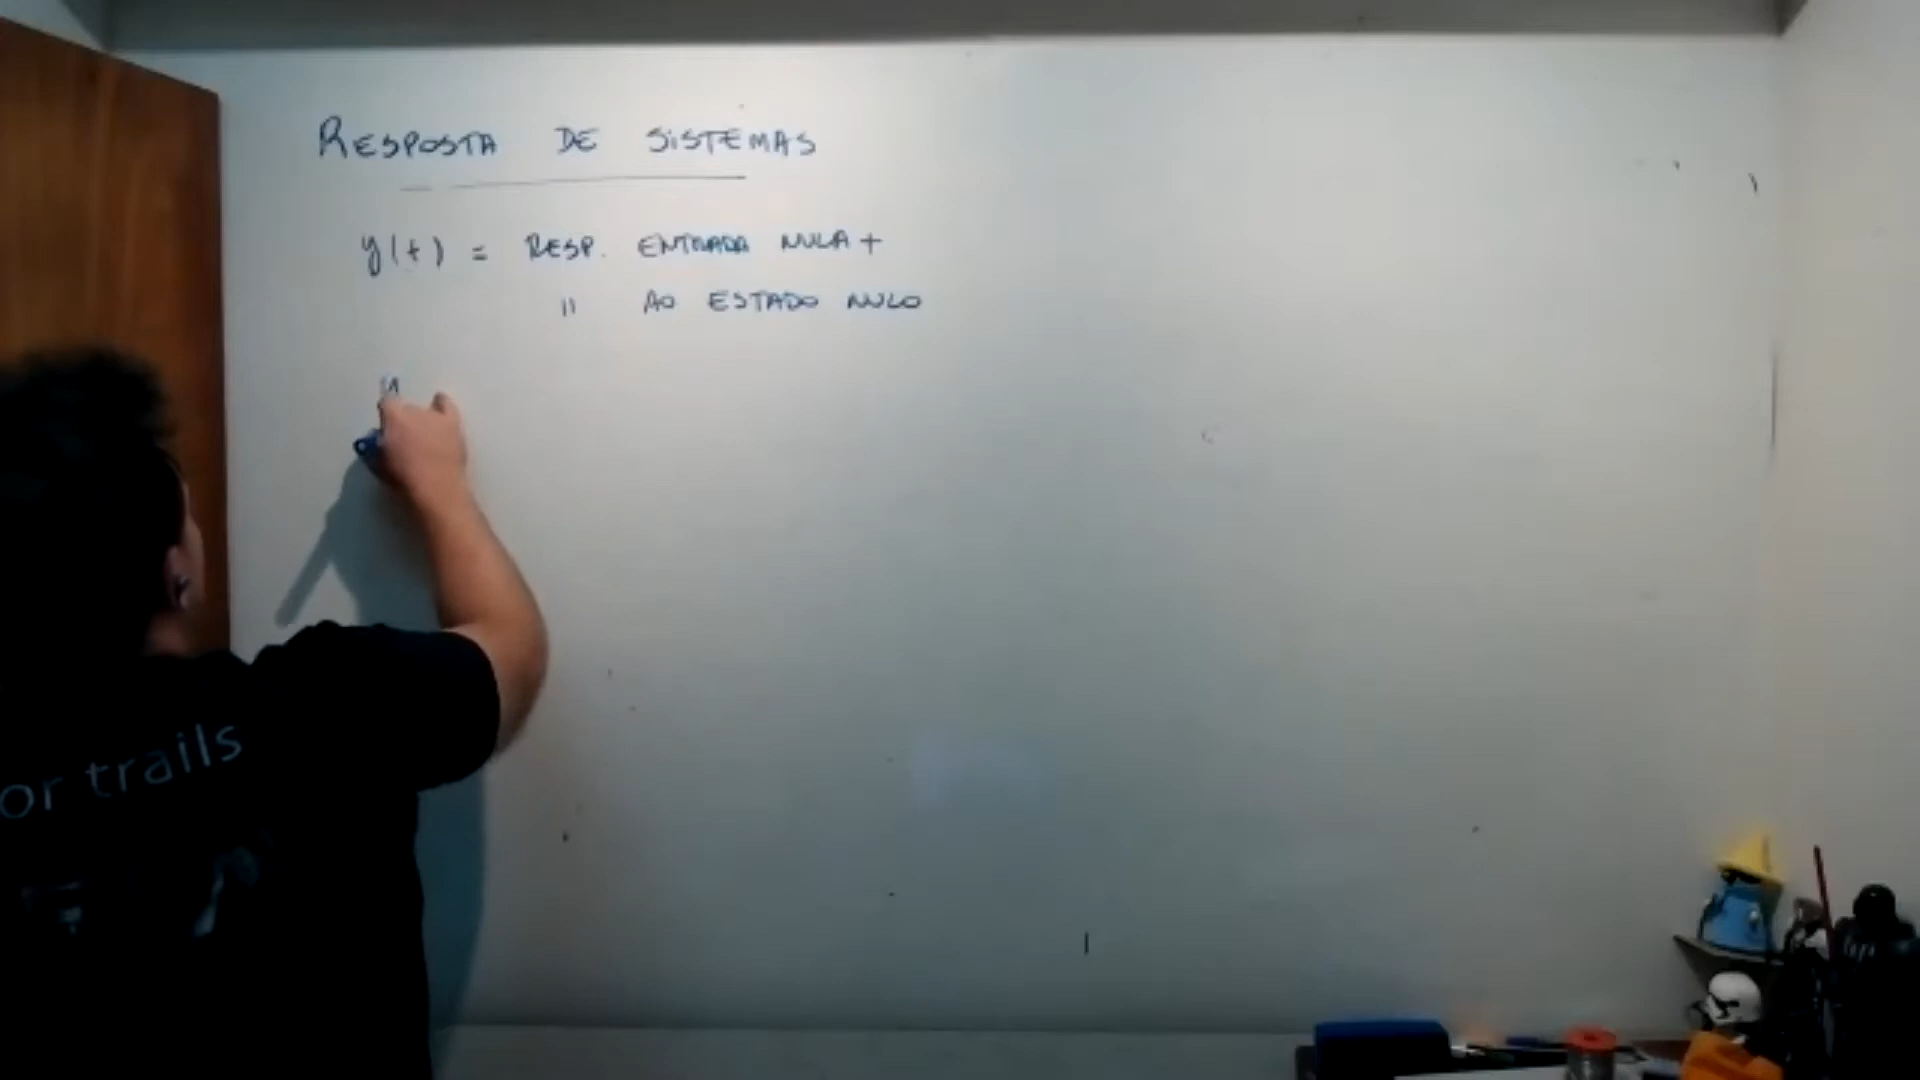 RESPOSTA DE SISTEMAS
y(t) = RESP. ENTRADA NULA +
" AO ESTADO NULO
y
or trails